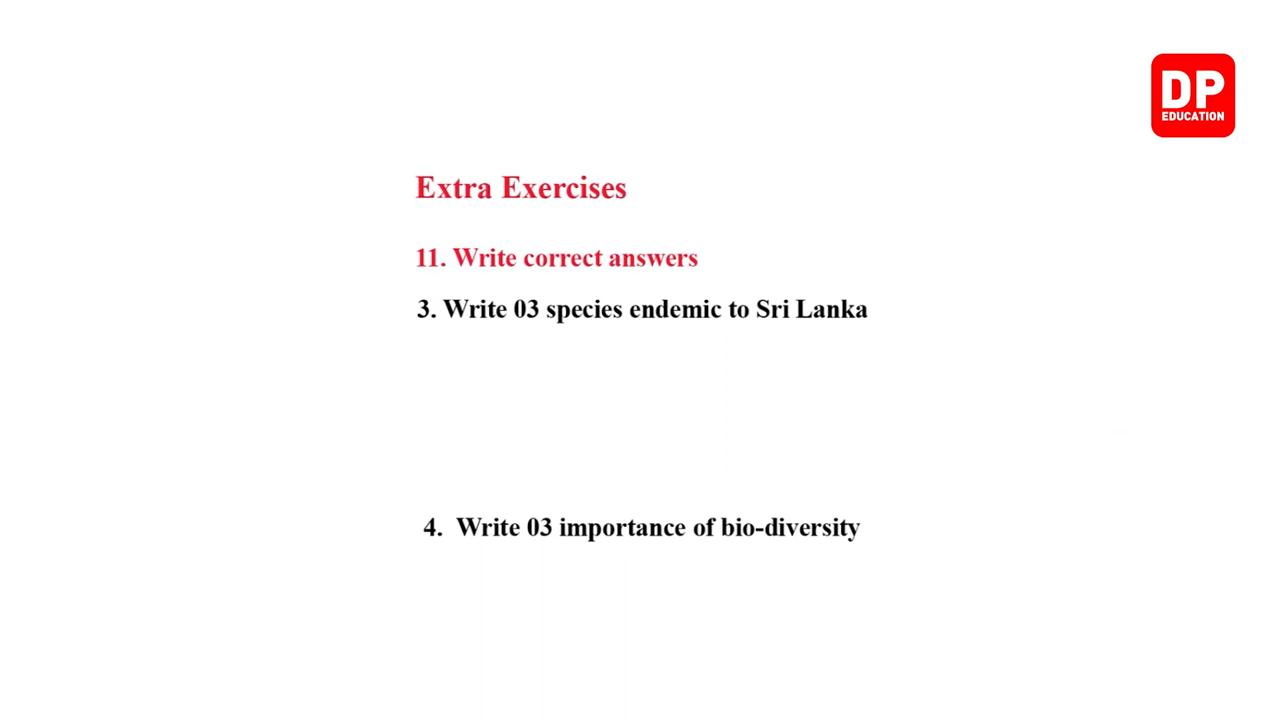 DP
EDUCATION
Extra Exercises
11. Write correct answers
3. Write 03 species endemic to Sri Lanka
4. Write 03 importance of bio-diversity